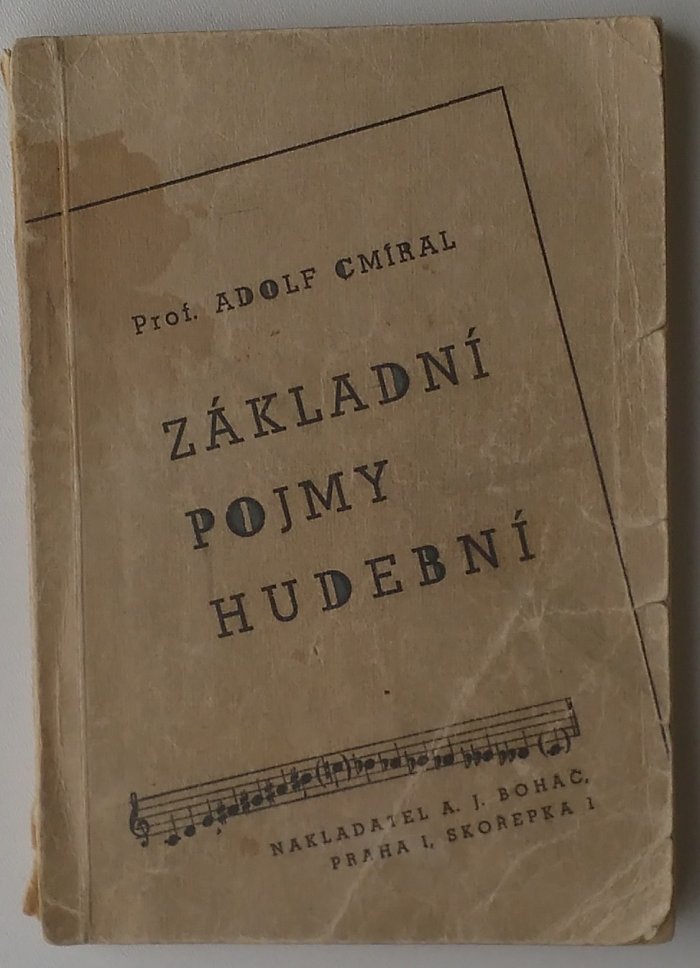 Prof. ADOLF CMÍRAL
ZÁKLADNÍ
POJMY
HUDEBNÍ
NAKLADATEL A. J. BOHÁČ,
PRAHA I, SKOŘEPKA 1